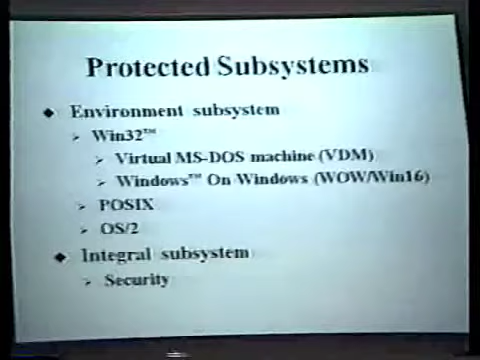 Protected Subsystems
Environment subsystem
Win32™
Virtual MS-DOS machine (VDM)
Windows™ On Windows (WOW/Win16)
POSIX
OS/2
Integral subsystem
Security